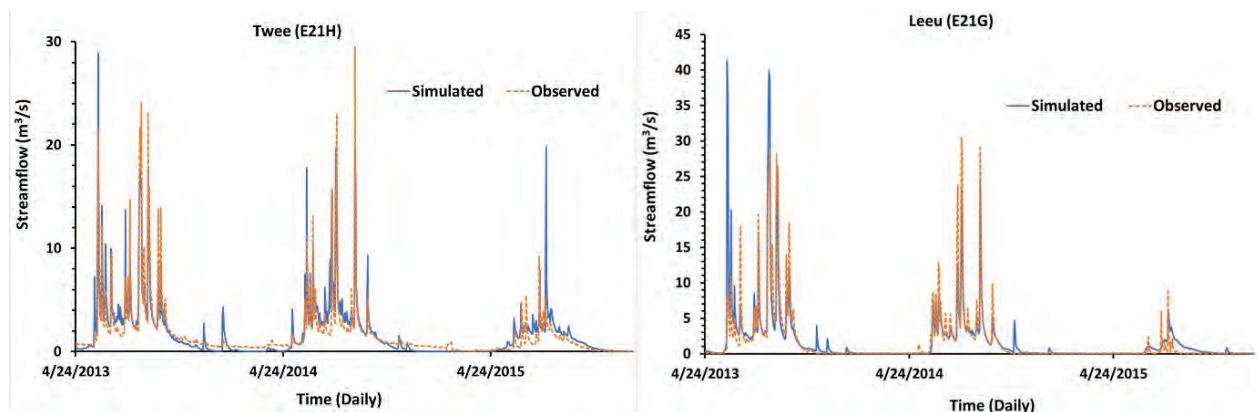 Twee (E21H)
30
20
10
0
Streamflow (m³/s)
Simulated
Observed
4/24/2013
4/24/2014
4/24/2015
Time (Daily)
Leeu (E21G)
45
40
35
30
25
20
15
10
5
0
Streamflow (m³/s)
Simulated
Observed
4/24/2013
4/24/2014
4/24/2015
Time (Daily)